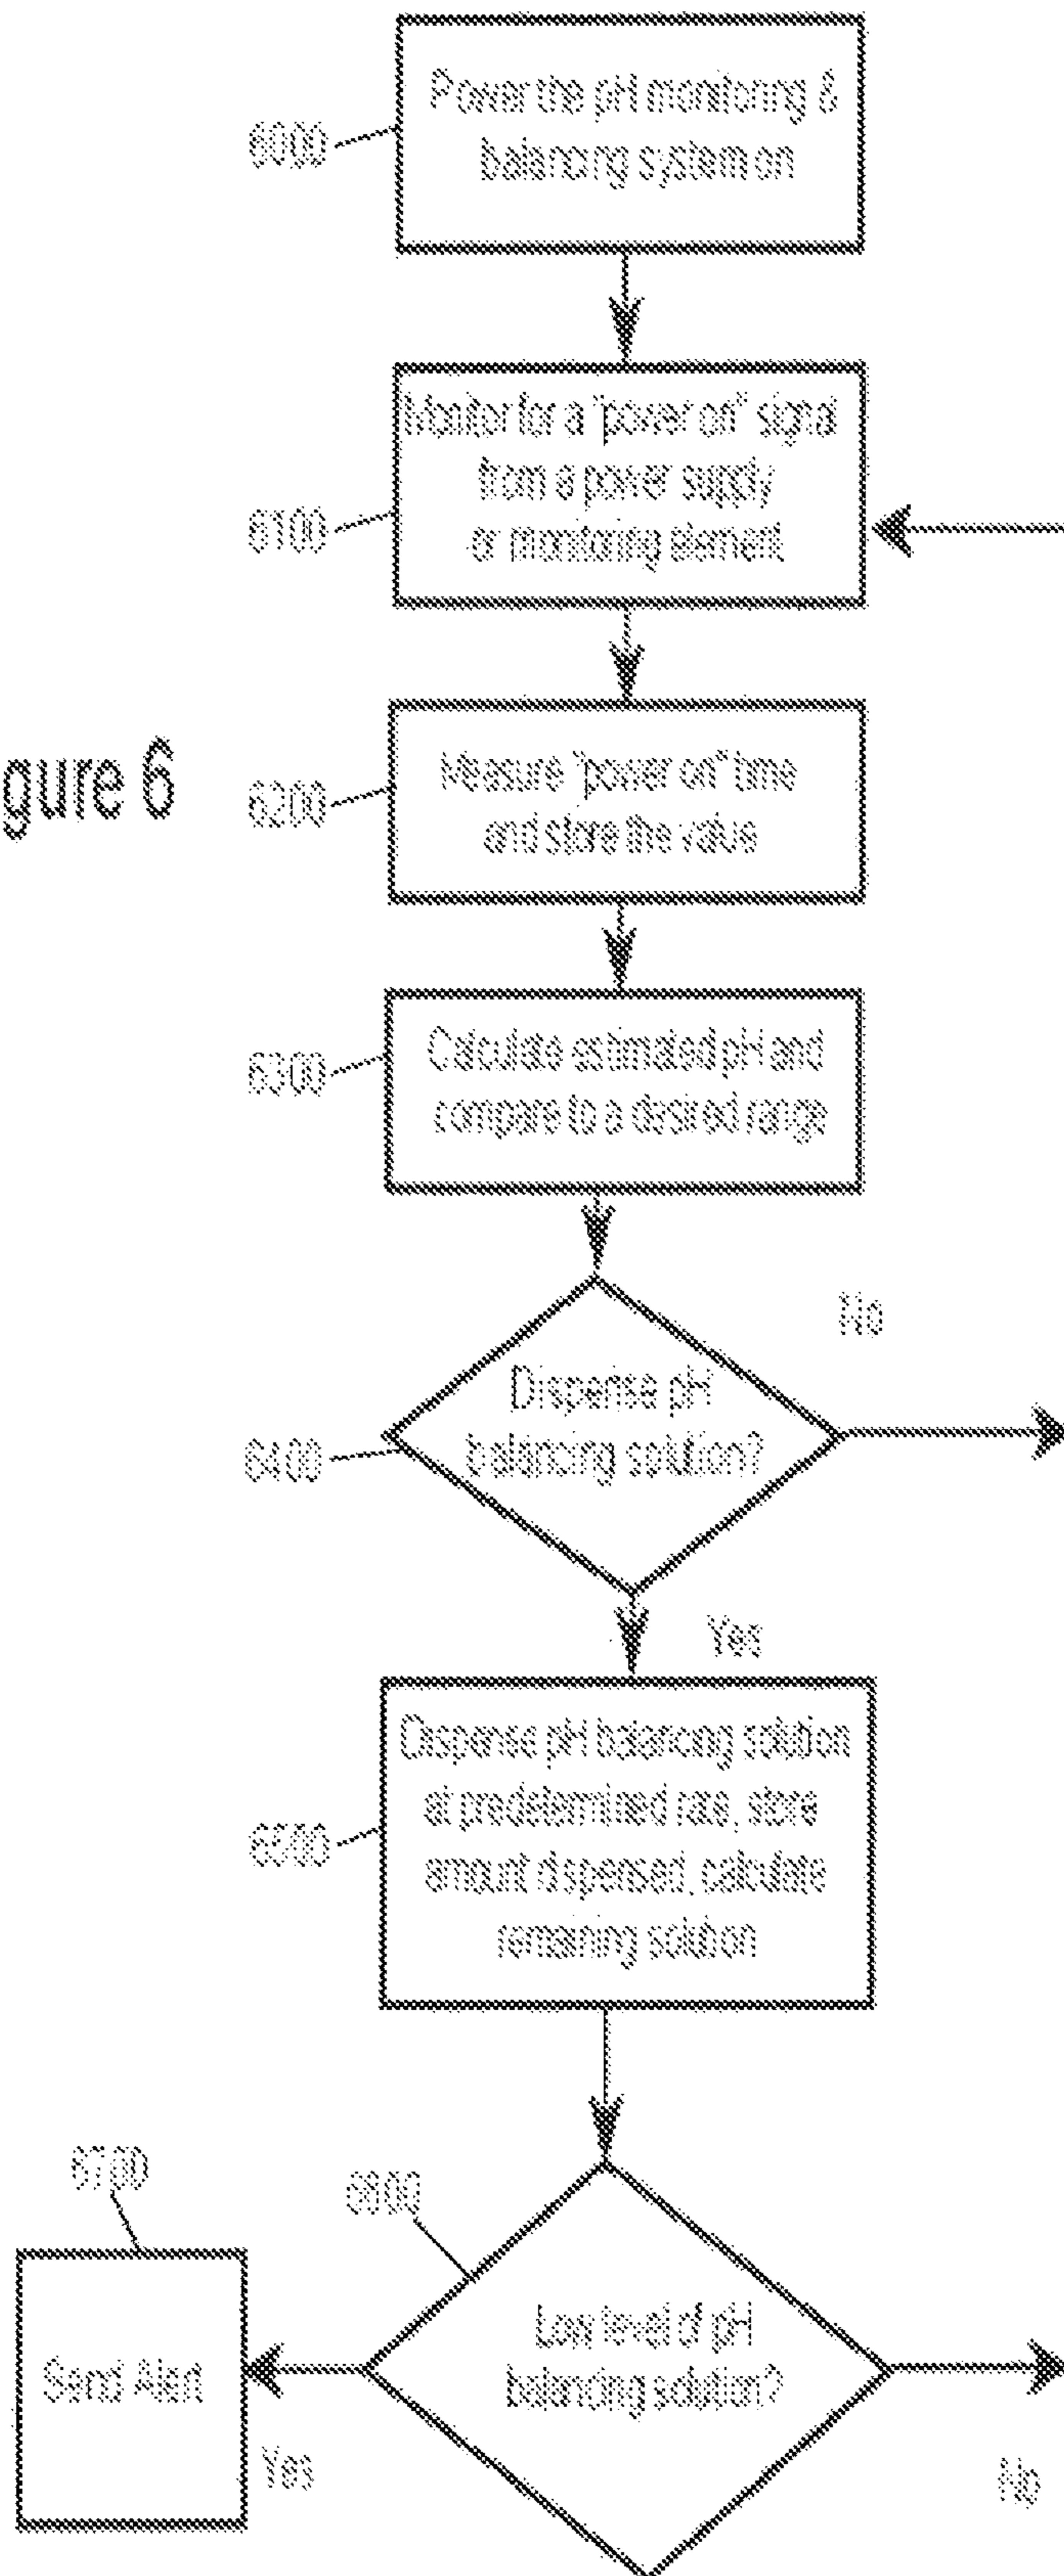 6000
Power the pH monitoring &
balancing system on
6100
Monitor for a "power on" signal
from a power supply
or monitoring element
gure 6
6200
Measure "power on" time
and store the value
6300
Calculate estimated pH and
compare to a desired range
No
6400
Dispense pH
balancing solution?
Yes
6500
Dispense pH balancing solution
at predetermined rate, store
amount dispensed, calculate
remaining solution
6700
Send Alert
Yes
Low level of pH
balancing solution?
No